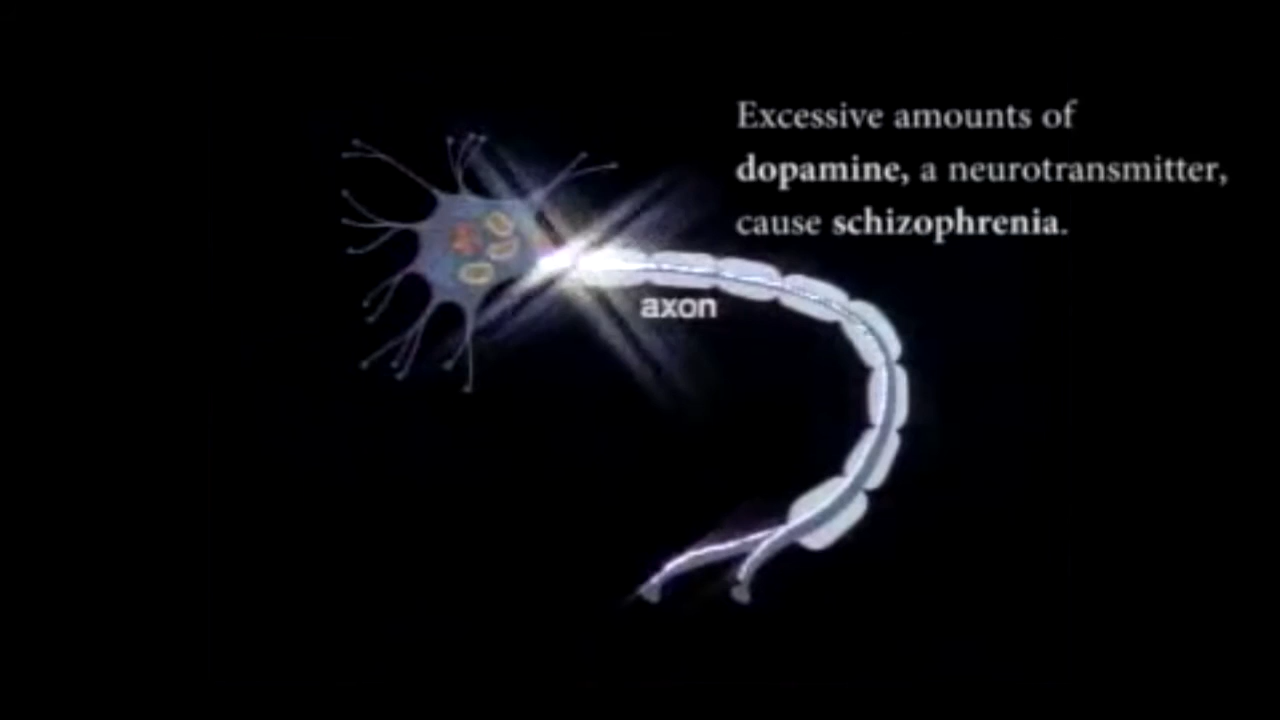 Excessive amounts of
dopamine, a neurotransmitter,
cause schizophrenia.
axon